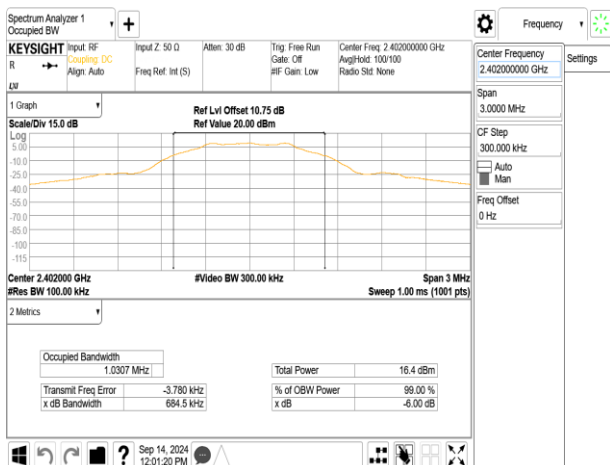 Spectrum Analyzer 1
Occupied BW
Frequency
KEYSIGHT
Input: RF
Coupling: DC
Align: Auto
Input Z: 50 Ω
Freq Ref: Int (S)
Atten: 30 dB
Trig: Free Run
Gate: Off
#IF Gain: Low
Center Freq: 2.402000000 GHz
Avg|Hold: 100/100
Radio Std: None
R
LXI
Center Frequency
2.402000000 GHz
Settings
Span
3.0000 MHz
CF Step
300.000 kHz
Auto
Man
Freq Offset
0 Hz
1 Graph
Scale/Div 15.0 dB
Ref Lvl Offset 10.75 dB
Ref Value 20.00 dBm
Log
5.00
-10.0
-25.0
-40.0
-55.0
-70.0
-85.0
-100
-115
Center 2.402000 GHz
#Res BW 100.00 kHz
#Video BW 300.00 kHz
Span 3 MHz
Sweep 1.00 ms (1001 pts)
2 Metrics
Occupied Bandwidth
1.0307 MHz
Total Power 16.4 dBm
Transmit Freq Error -3.780 kHz
% of OBW Power 99.00 %
x dB Bandwidth 684.5 kHz
x dB -6.00 dB
Sep 14, 2024
12:01:20 PM